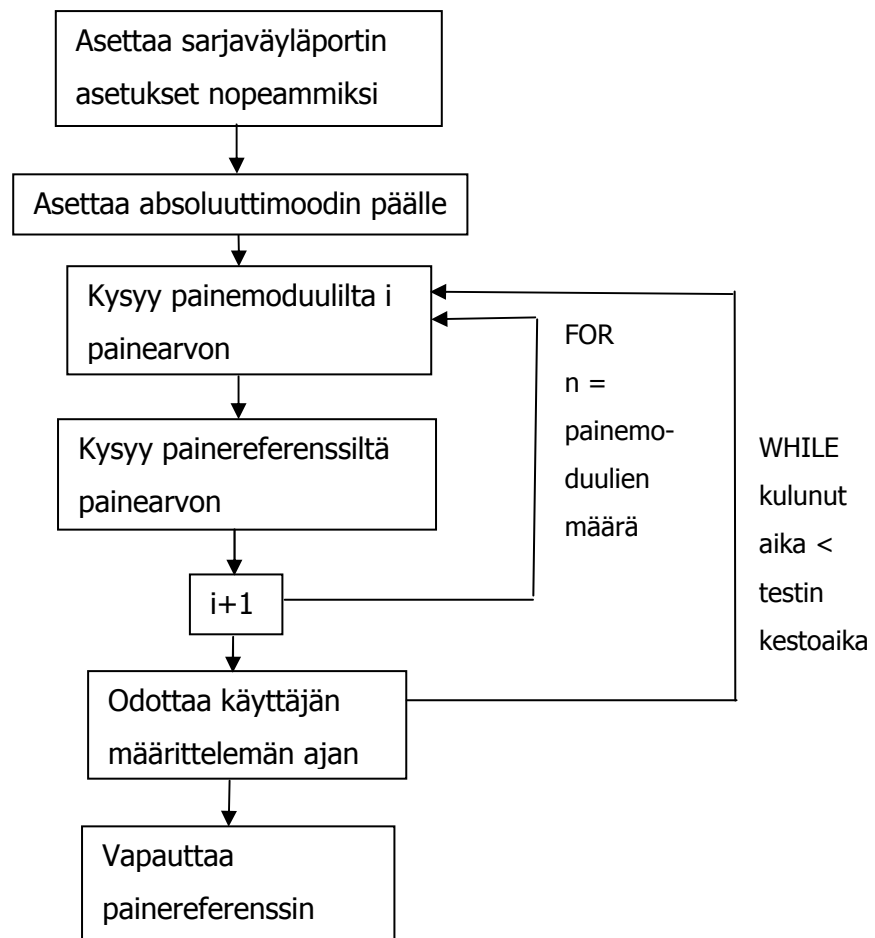 Asettaa sarjaväyläportin
asetukset nopeammiksi
Asettaa absoluuttimoodin päälle
Kysyy painemoduulilta i
painearvon
Kysyy painereferenssiltä
painearvon
i+1
Odottaa käyttäjän
määrittelemän ajan
Vapauttaa
painereferenssin
FOR
n =
painemo-
duulien
määrä
WHILE
kulunut
aika <
testin
kestoaika